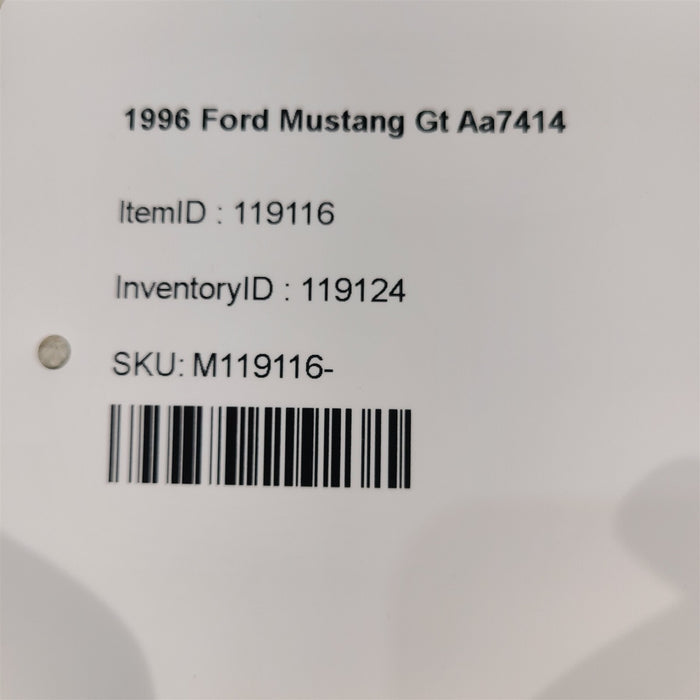 1996 Ford Mustang Gt Aa7414
ItemID : 119116
InventoryID : 119124
SKU: M119116-